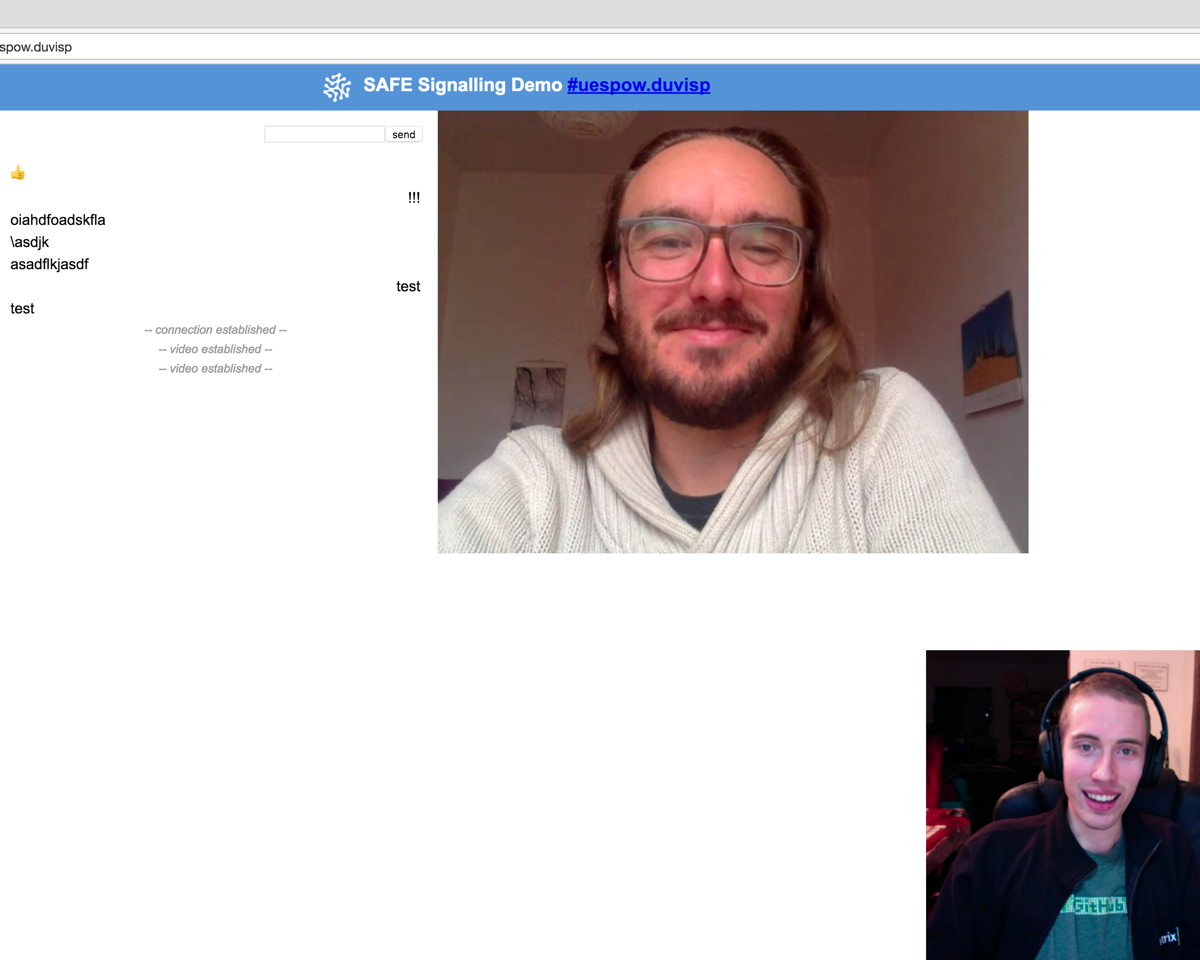 spow.duvisp
SAFE Signalling Demo #uespow.duvisp
send
👍
!!!
oiahdfoadskfla
\asdjk
asadflkjasdf
test
test
-- connection established --
-- video established --
-- video established --
GitHub
trix]